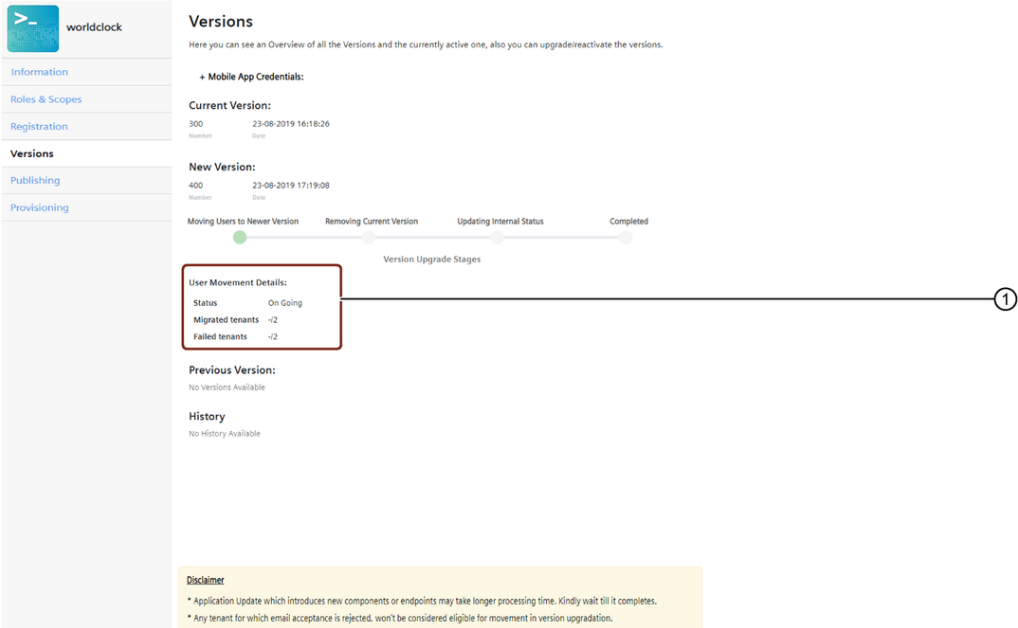 >_
worldclock
Information
Roles & Scopes
Registration
Versions
Publishing
Provisioning
Versions
Here you can see an Overview of all the Versions and the currently active one, also you can upgrade/reactivate the versions.
+ Mobile App Credentials:
Current Version:
300 23-08-2019 16:18:26
Number Date
New Version:
400 23-08-2019 17:19:08
Number Date
Moving Users to Newer Version Removing Current Version Updating Internal Status Completed
Version Upgrade Stages
User Movement Details:
Status On Going
Migrated tenants -/2
Failed tenants -/2
1
Previous Version:
No Versions Available
History
No History Available
Disclaimer
* Application Update which introduces new components or endpoints may take longer processing time. Kindly wait till it completes.
* Any tenant for which email acceptance is rejected, won't be considered eligible for movement in version upgradation.